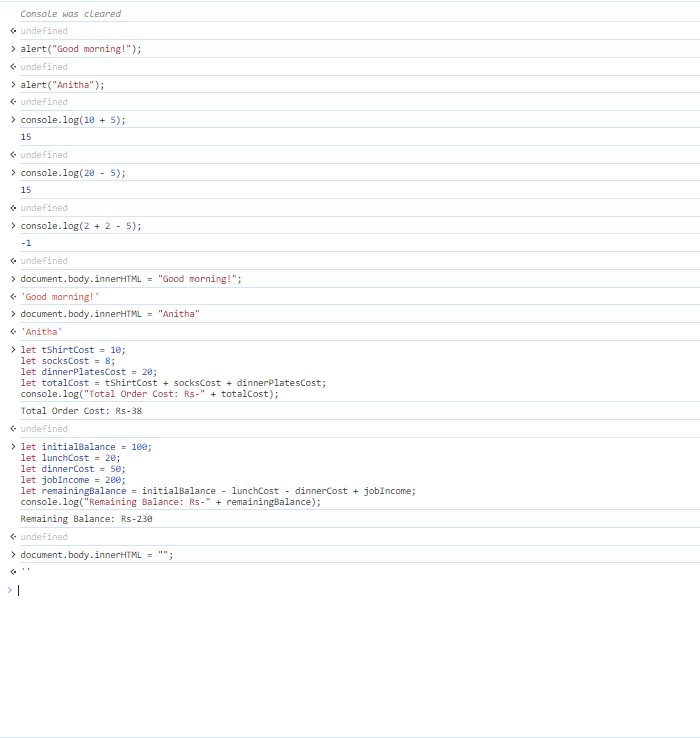 Console was cleared
undefined
alert("Good morning!");
undefined
alert("Anitha");
undefined
console.log(10 + 5);
15
undefined
console.log(20 - 5);
15
undefined
console.log(2 + 2 - 5);
-1
undefined
document.body.innerHTML = "Good morning!";
'Good morning!'
document.body.innerHTML = "Anitha"
'Anitha'
let tShirtCost = 10;
let socksCost = 8;
let dinnerPlatesCost = 20;
let totalCost = tShirtCost + socksCost + dinnerPlatesCost;
console.log("Total Order Cost: Rs-" + totalCost);
Total Order Cost: Rs-38
undefined
let initialBalance = 100;
let lunchCost = 20;
let dinnerCost = 50;
let jobIncome = 200;
let remainingBalance = initialBalance - lunchCost - dinnerCost + jobIncome;
console.log("Remaining Balance: Rs-" + remainingBalance);
Remaining Balance: Rs-230
undefined
document.body.innerHTML = "";
''